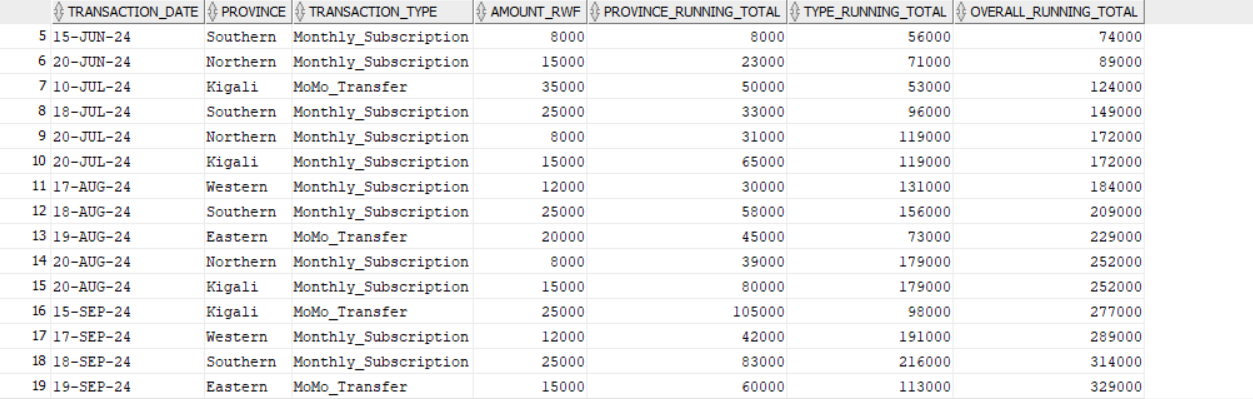 TRANSACTION_DATE PROVINCE TRANSACTION_TYPE AMOUNT_RWF PROVINCE_RUNNING_TOTAL TYPE_RUNNING_TOTAL OVERALL_RUNNING_TOTAL
5 15-JUN-24 Southern Monthly_Subscription 8000 8000 56000 74000
6 20-JUN-24 Northern Monthly_Subscription 15000 23000 71000 89000
7 10-JUL-24 Kigali MoMo_Transfer 35000 50000 53000 124000
8 18-JUL-24 Southern Monthly_Subscription 25000 33000 96000 149000
9 20-JUL-24 Northern Monthly_Subscription 8000 31000 119000 172000
10 20-JUL-24 Kigali Monthly_Subscription 15000 65000 119000 172000
11 17-AUG-24 Western Monthly_Subscription 12000 30000 131000 184000
12 18-AUG-24 Southern Monthly_Subscription 25000 58000 156000 209000
13 19-AUG-24 Eastern MoMo_Transfer 20000 45000 73000 229000
14 20-AUG-24 Northern Monthly_Subscription 8000 39000 179000 252000
15 20-AUG-24 Kigali Monthly_Subscription 15000 80000 179000 252000
16 15-SEP-24 Kigali MoMo_Transfer 25000 105000 98000 277000
17 17-SEP-24 Western Monthly_Subscription 12000 42000 191000 289000
18 18-SEP-24 Southern Monthly_Subscription 25000 83000 216000 314000
19 19-SEP-24 Eastern MoMo_Transfer 15000 60000 113000 329000